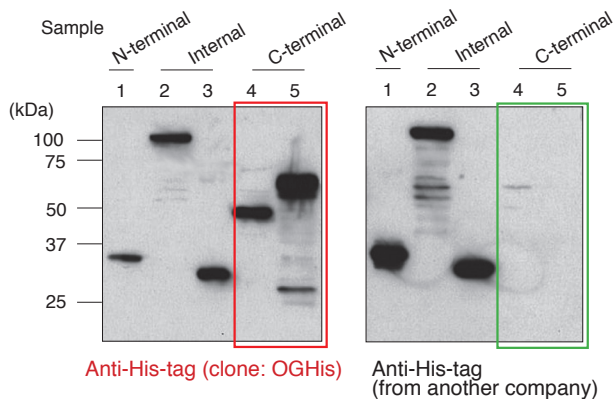 Sample
N-terminal Internal C-terminal N-terminal Internal C-terminal
1 2 3 4 5 1 2 3 4 5
(kDa)
100
75
50
37
25
Anti-His-tag (clone: OGHis)
Anti-His-tag
(from another company)